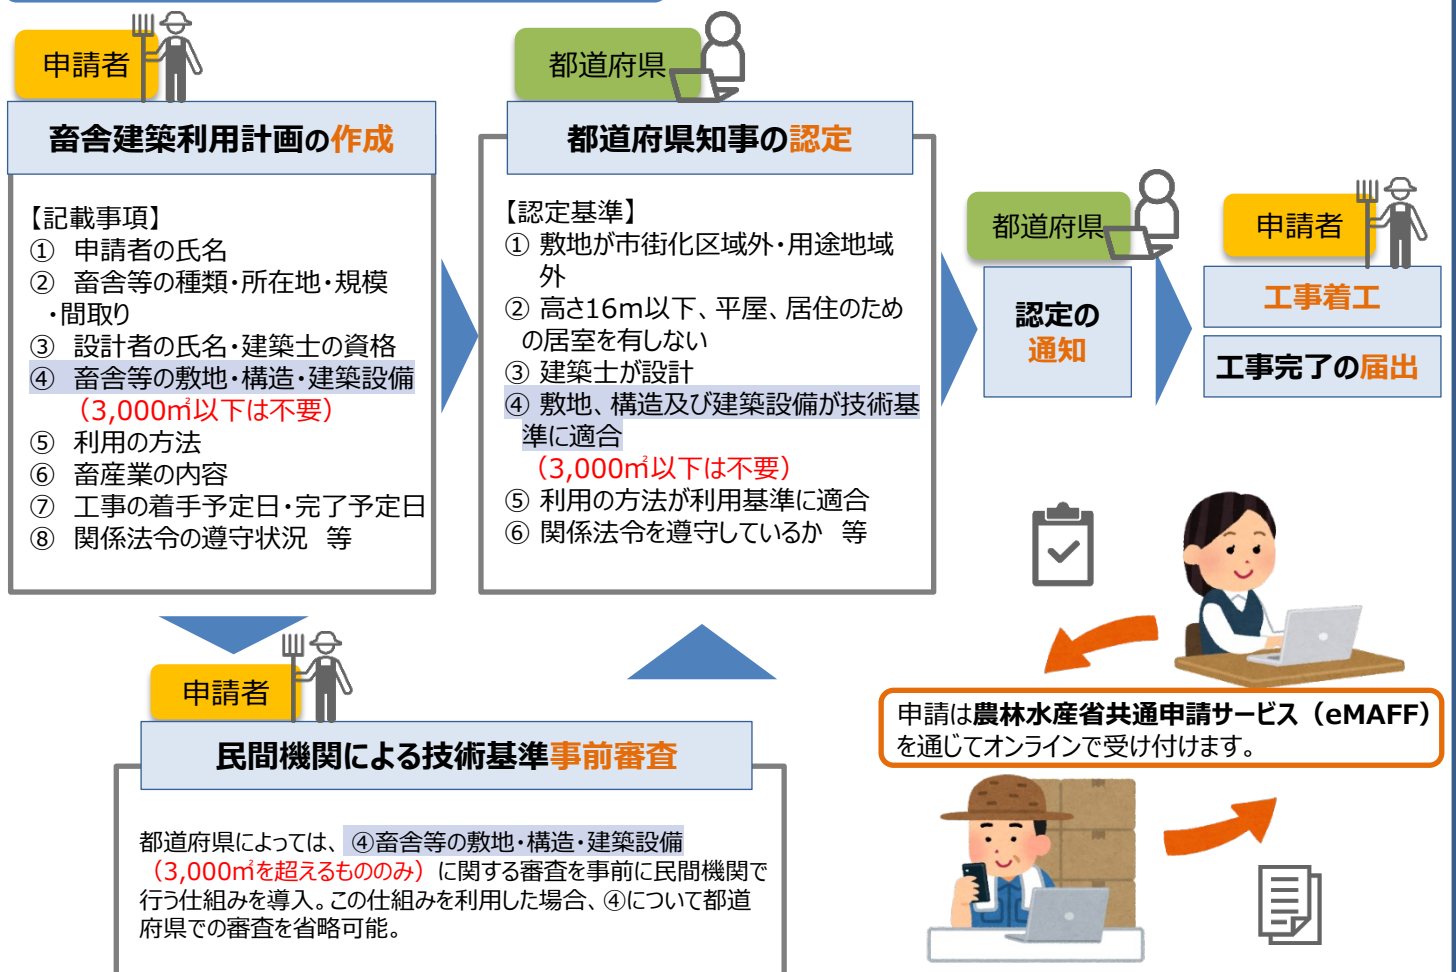 申請者
畜舎建築利用計画の作成
【記載事項】
① 申請者の氏名
② 畜舎等の種類・所在地・規模
・間取り
③ 設計者の氏名・建築士の資格
④ 畜舎等の敷地・構造・建築設備
（3,000㎡以下は不要）
⑤ 利用の方法
⑥ 畜産業の内容
⑦ 工事の着手予定日・完了予定日
⑧ 関係法令の遵守状況 等
都道府県
都道府県知事の認定
【認定基準】
① 敷地が市街化区域外・用途地域
外
② 高さ16m以下、平屋、居住のため
の居室を有しない
③ 建築士が設計
④ 敷地、構造及び建築設備が技術基
準に適合
（3,000㎡以下は不要）
⑤ 利用の方法が利用基準に適合
⑥ 関係法令を遵守しているか 等
都道府県
認定の
通知
申請者
工事着工
工事完了の届出
申請者
民間機関による技術基準事前審査
都道府県によっては、④畜舎等の敷地・構造・建築設備
（3,000㎡を超えるもののみ）に関する審査を事前に民間機関で
行う仕組みを導入。この仕組みを利用した場合、④について都道
府県での審査を省略可能。
申請は農林水産省共通申請サービス（eMAFF）
を通じてオンラインで受け付けます。